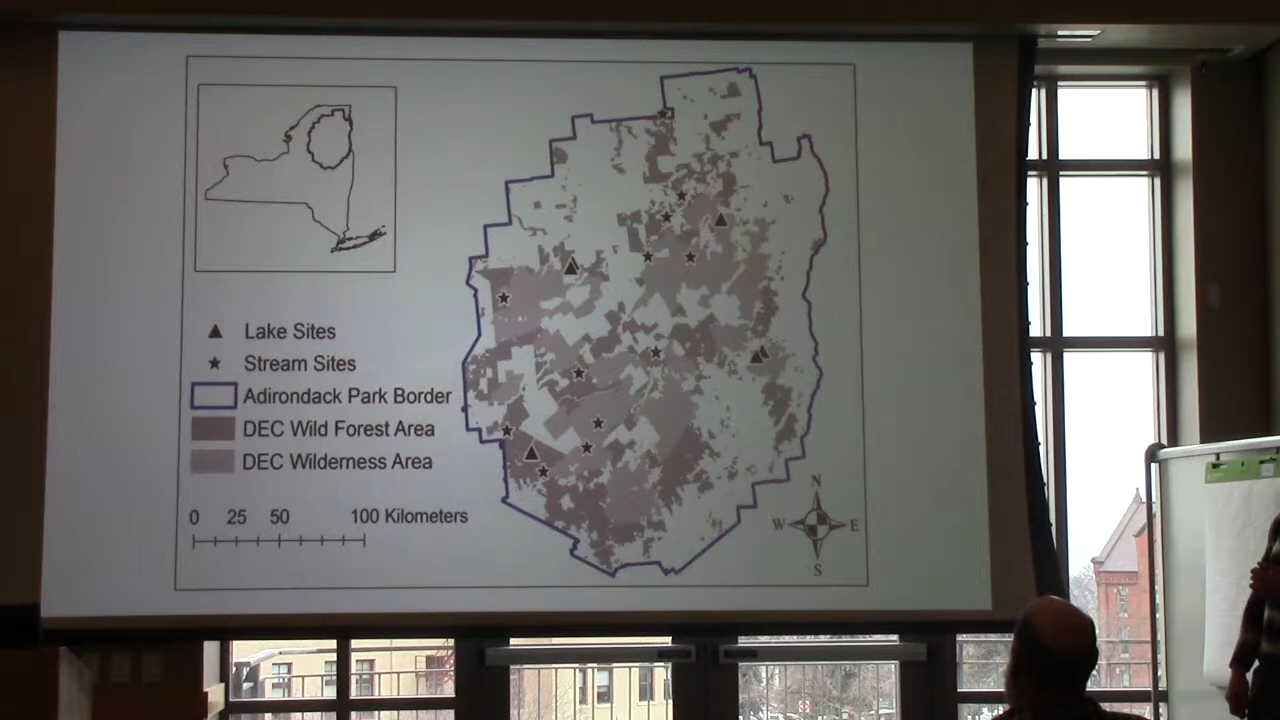 Lake Sites
Stream Sites
Adirondack Park Border
DEC Wild Forest Area
DEC Wilderness Area
0 25 50 100 Kilometers
N
W E
S